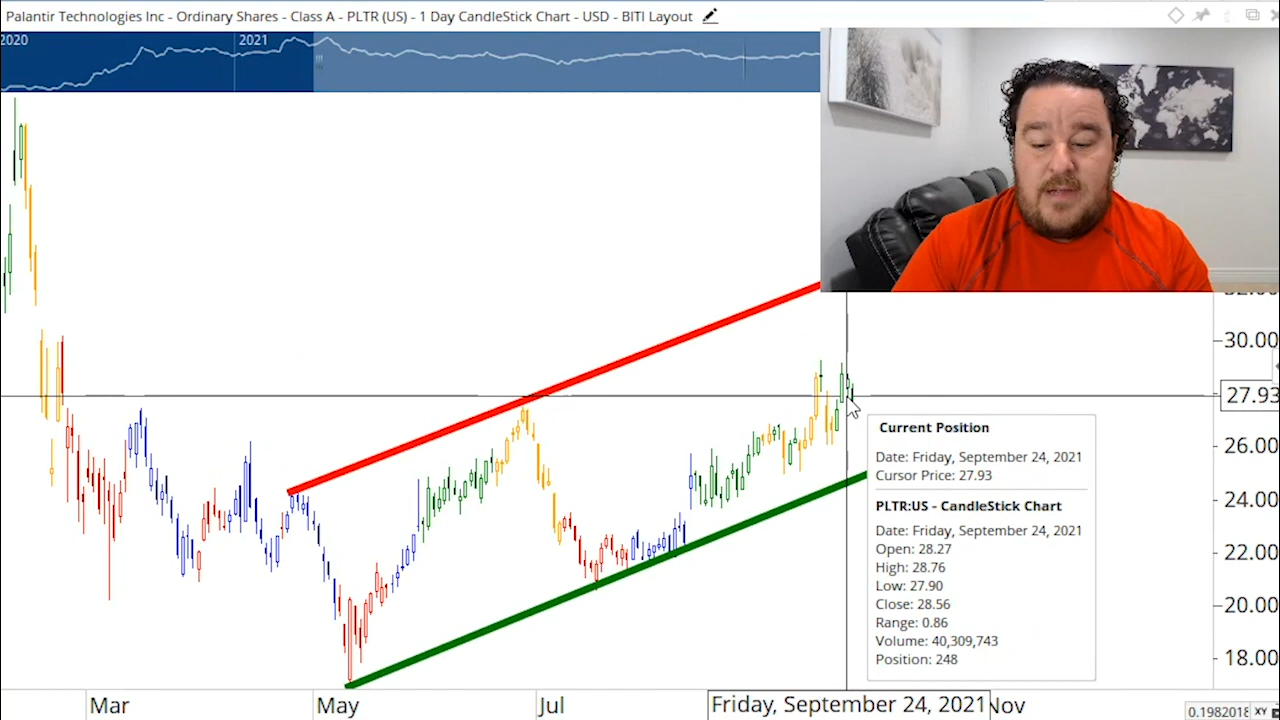 Palantir Technologies Inc - Ordinary Shares - Class A - PLTR (US) - 1 Day CandleStick Chart - USD - BITI Layout
2020
2021
30.00
27.93
26.00
24.00
22.00
20.00
18.00
Current Position
Date: Friday, September 24, 2021
Cursor Price: 27.93
PLTR:US - CandleStick Chart
Date: Friday, September 24, 2021
Open: 28.27
High: 28.76
Low: 27.90
Close: 28.56
Range: 0.86
Volume: 40,309,743
Position: 248
Mar
May
Jul
Friday, September 24, 2021
Nov
0.1982018
XY